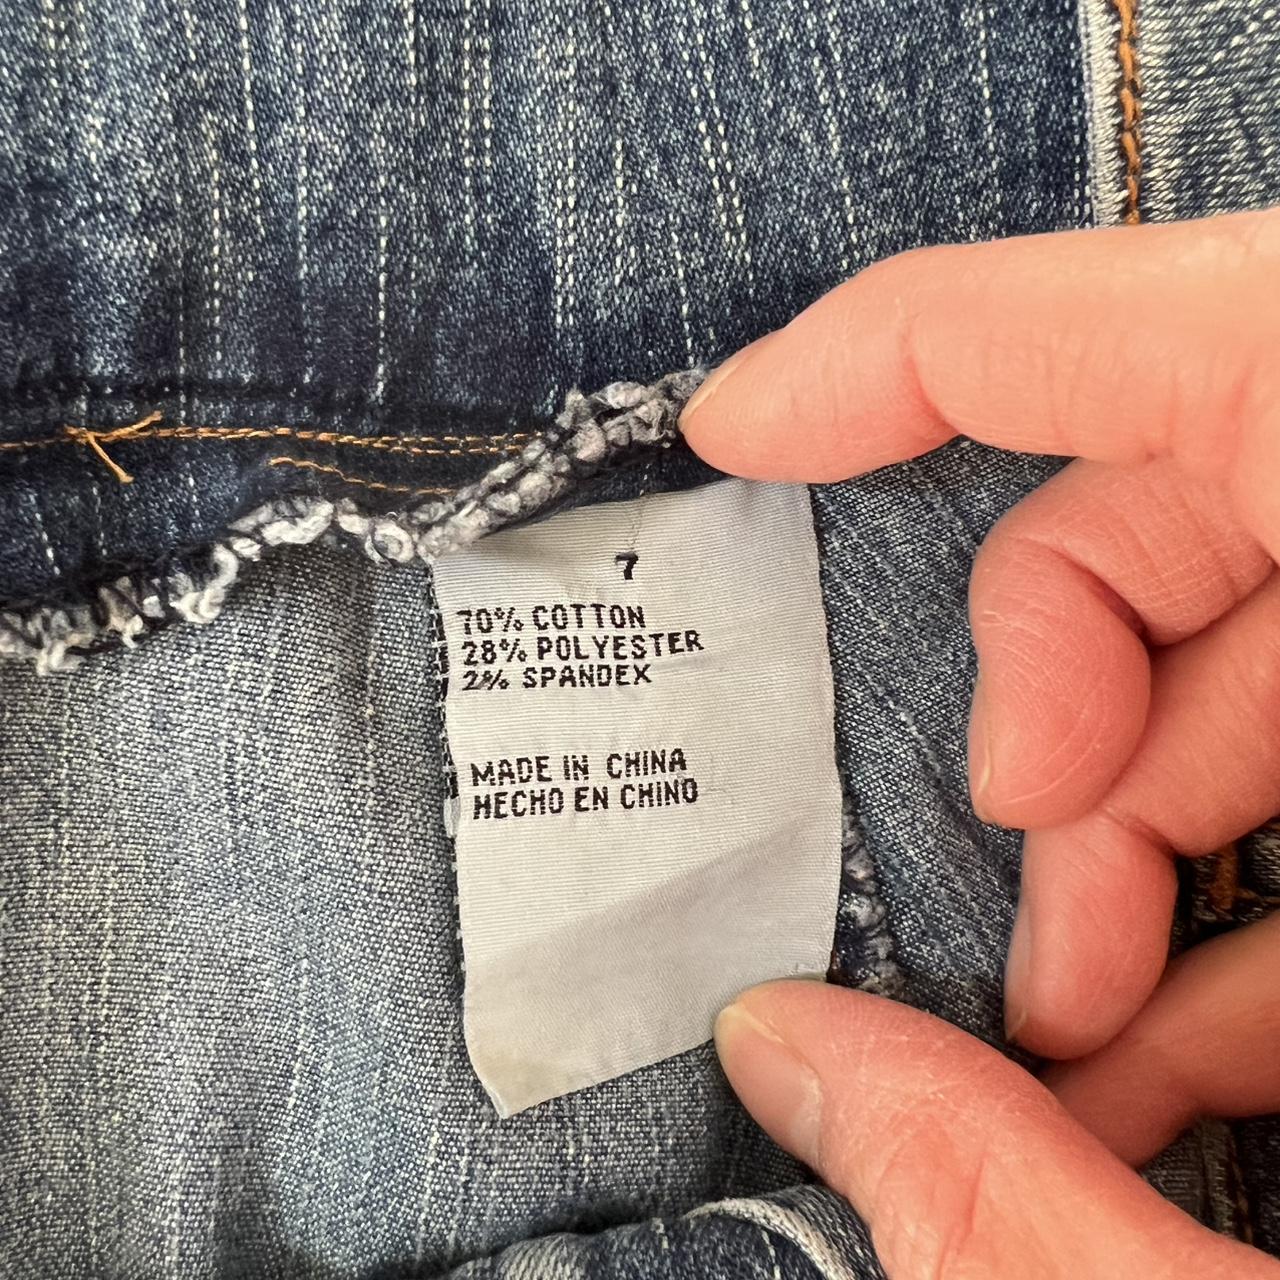 7
70% COTTON
28% POLYESTER
2% SPANDEX
MADE IN CHINA
HECHO EN CHINO